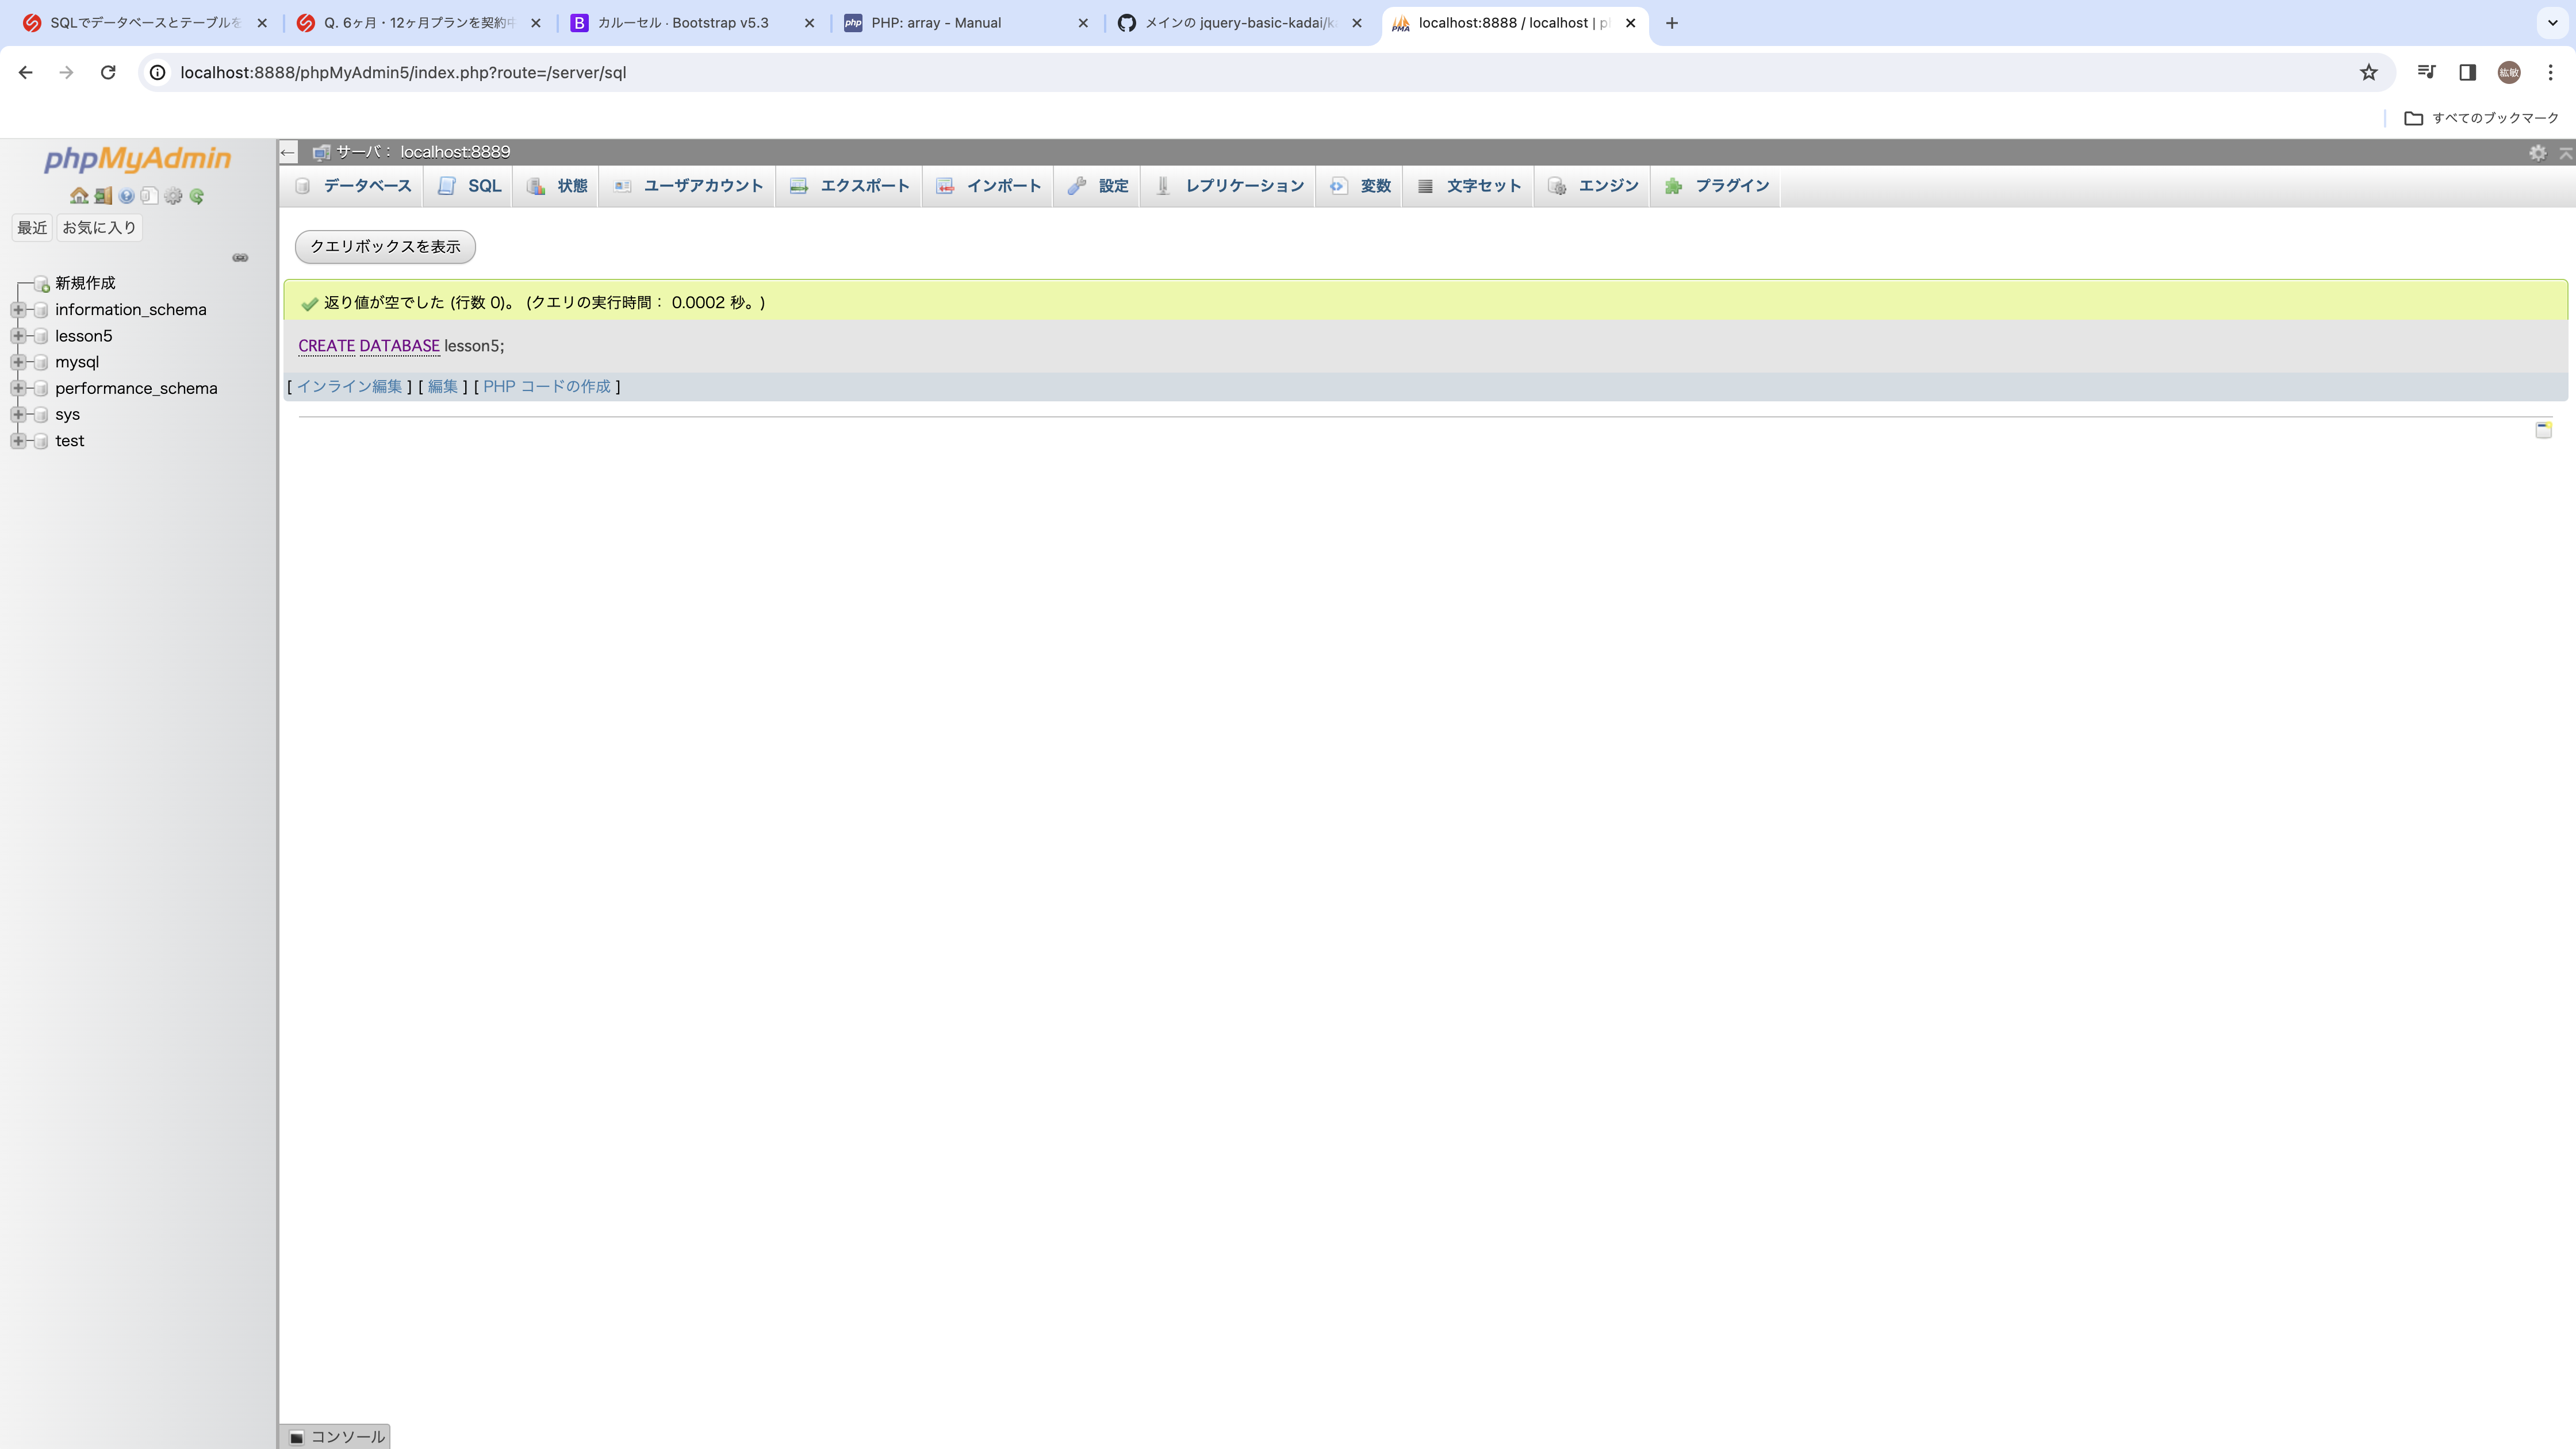 SQLでデータベースとテーブルを
Q. 6ヶ月・12ヶ月プランを契約中
B カルーセル · Bootstrap v5.3
php PHP: array - Manual
メインの jquery-basic-kadai/k
PMA localhost:8888 / localhost | p
localhost:8888/phpMyAdmin5/index.php?route=/server/sql
紘敏
すべてのブックマーク
phpMyAdmin
最近 お気に入り
新規作成
information_schema
lesson5
mysql
performance_schema
sys
test
サーバ： localhost:8889
データベース SQL 状態 ユーザアカウント エクスポート インポート 設定 レプリケーション 変数 文字セット エンジン プラグイン
クエリボックスを表示
返り値が空でした (行数 0)。 (クエリの実行時間： 0.0002 秒。)
CREATE DATABASE lesson5;
[ インライン編集 ] [ 編集 ] [ PHP コードの作成 ]
コンソール